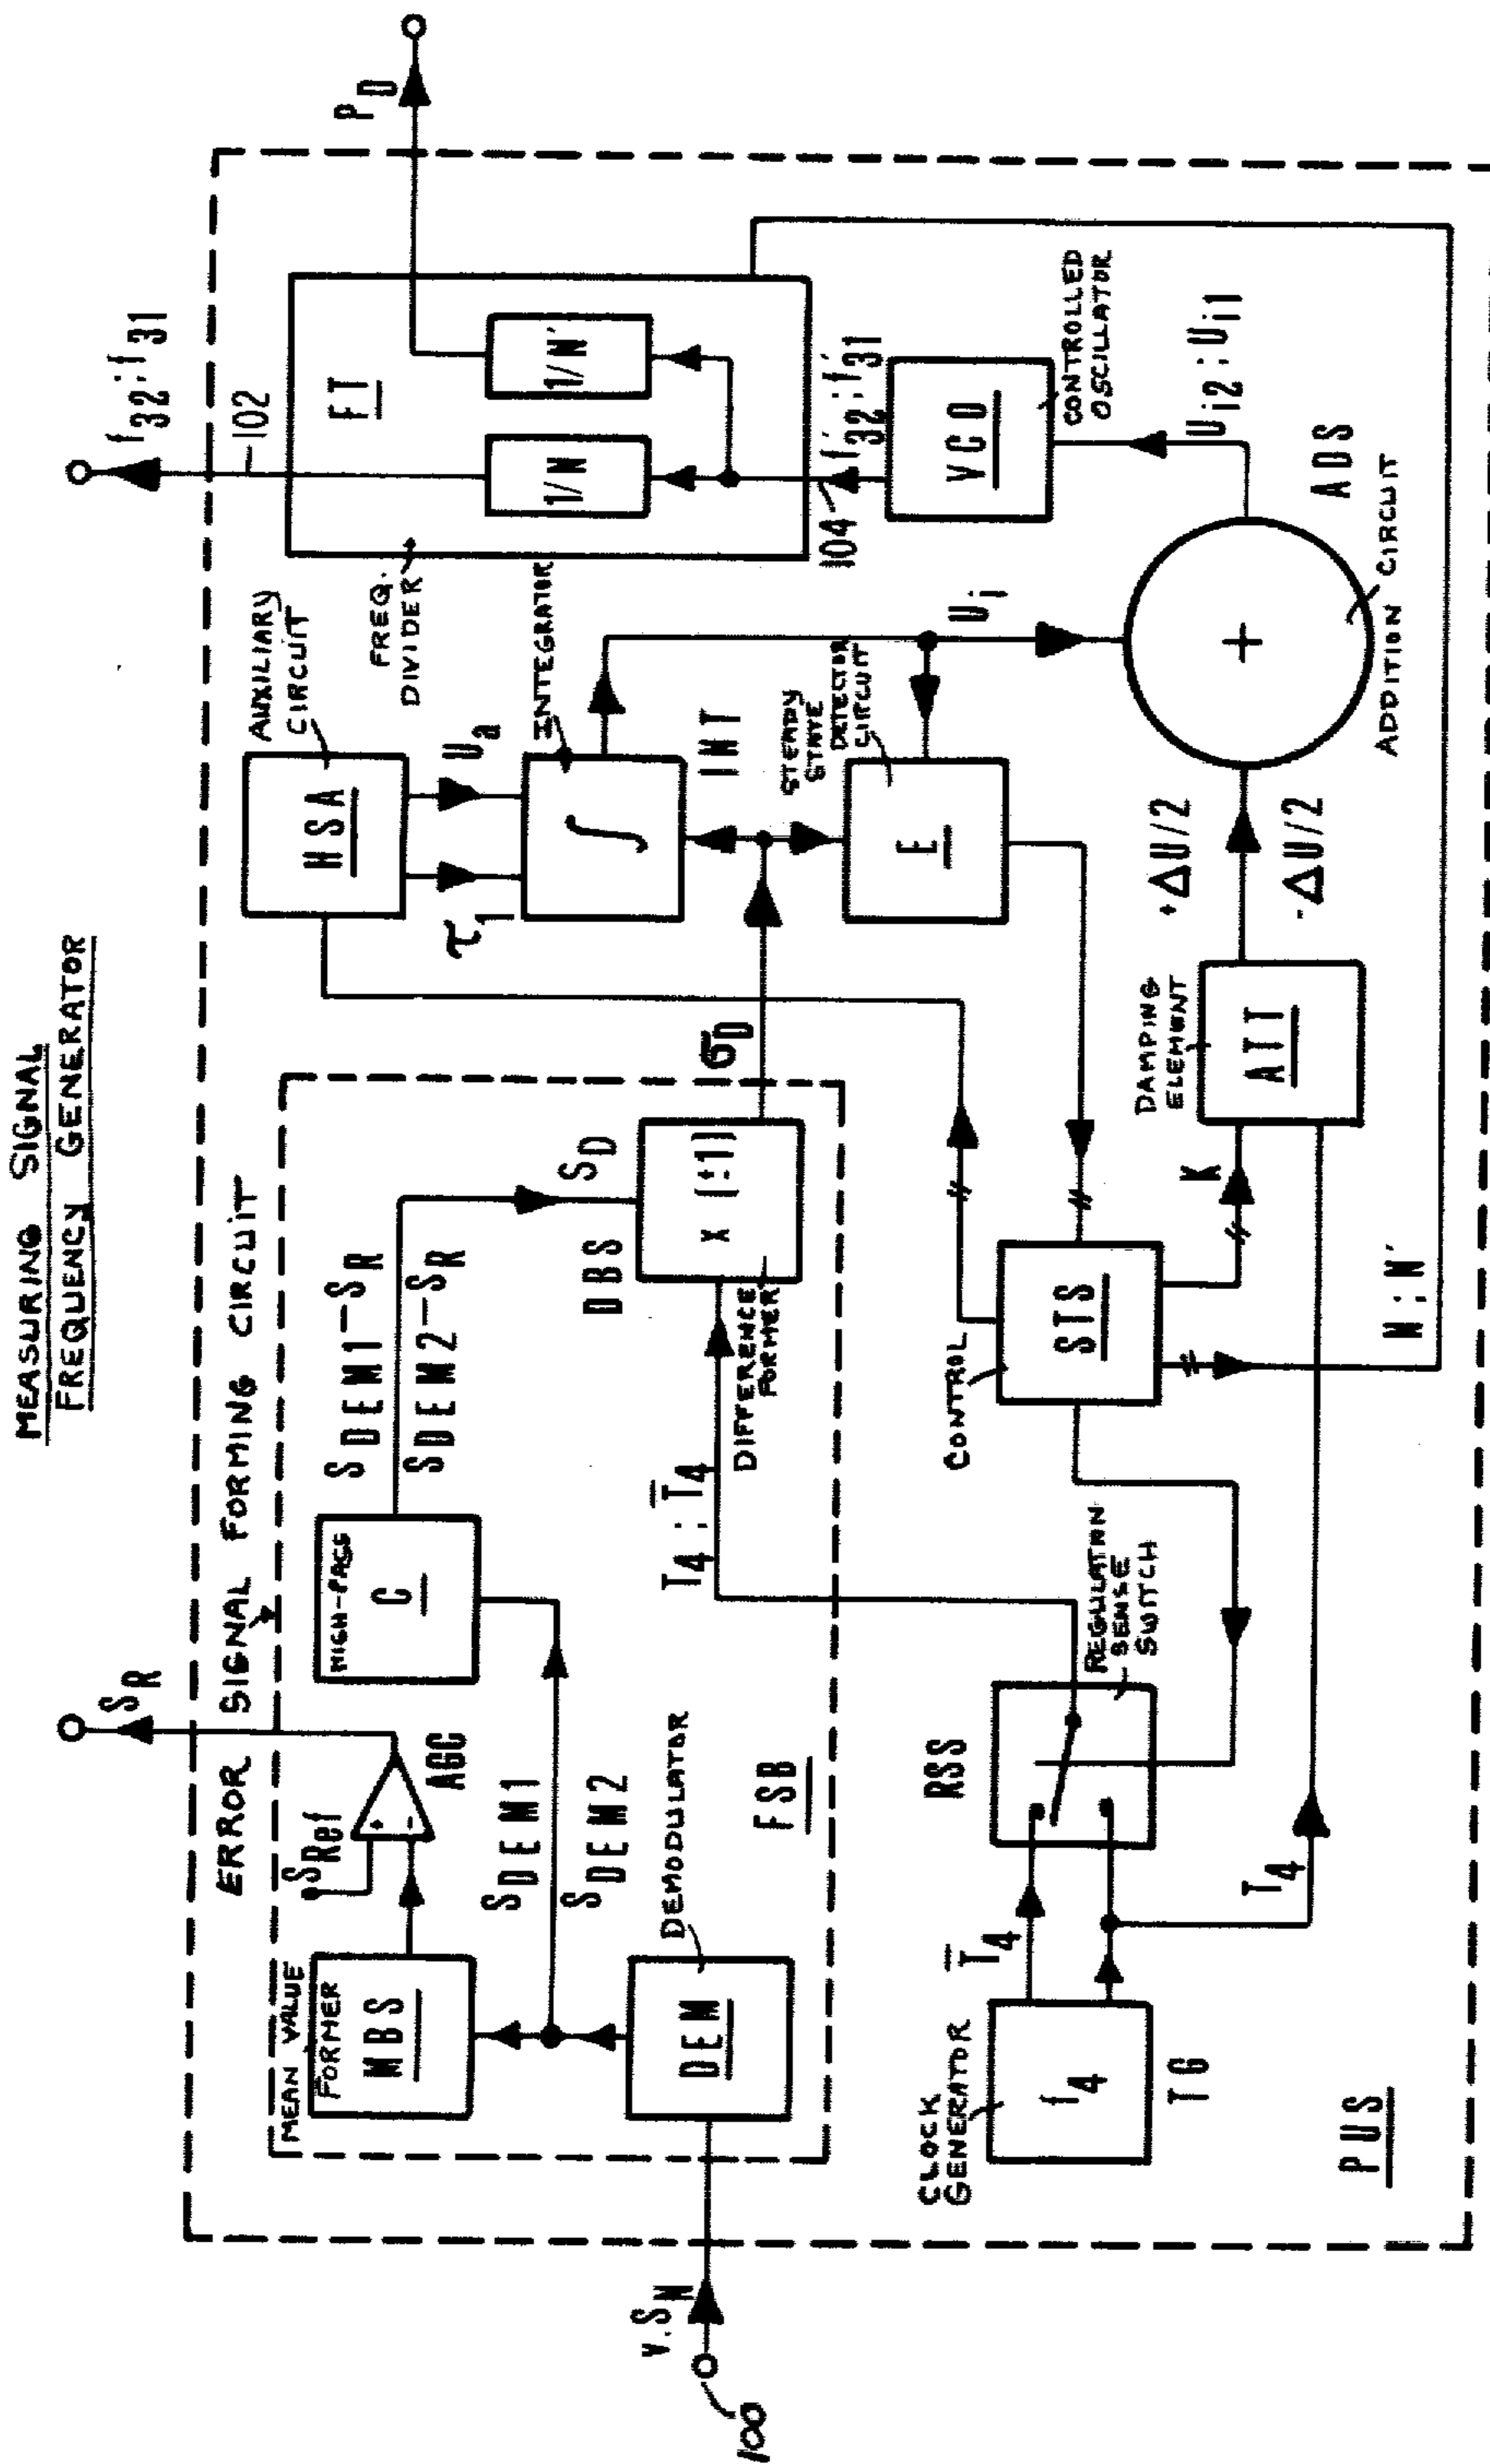 MEASURING SIGNAL
FREQUENCY GENERATOR
ERROR SIGNAL FORMING CIRCUIT
S_R
S_Ref
AGC
MEAN VALUE
FORMER
MBS
HIGH-PASS
C
S_DEM1
S_DEM2
S_DEM1-S_R
S_DEM2-S_R
S_D
DEMODULATOR
DEM
FSB
DBS
x [±1]
DIFFERENCE
FORMER
σ_D
T_4 ; T̄_4
V.S_N
100
CLOCK
GENERATOR
f_4
TG
T̄_4
T_4
RSS
REGULATION
SENSE
SWITCH
CONTROL
STS
K
N ; N'
PUS
AUXILIARY
CIRCUIT
HSA
τ_1
U_a
INTEGRATOR
∫
INT
STEADY
STATE
DETECTOR
CIRCUIT
E
U_i
DAMPING
ELEMENT
ATT
+ΔU/2
-ΔU/2
+
ADDITION CIRCUIT
ADS
U_i2 ; U_i1
CONTROLLED
OSCILLATOR
VCO
104
f'_32 ; f'_31
FREQ.
DIVIDER
FT
1/N
1/N'
102
f_32 ; f_31
P_D